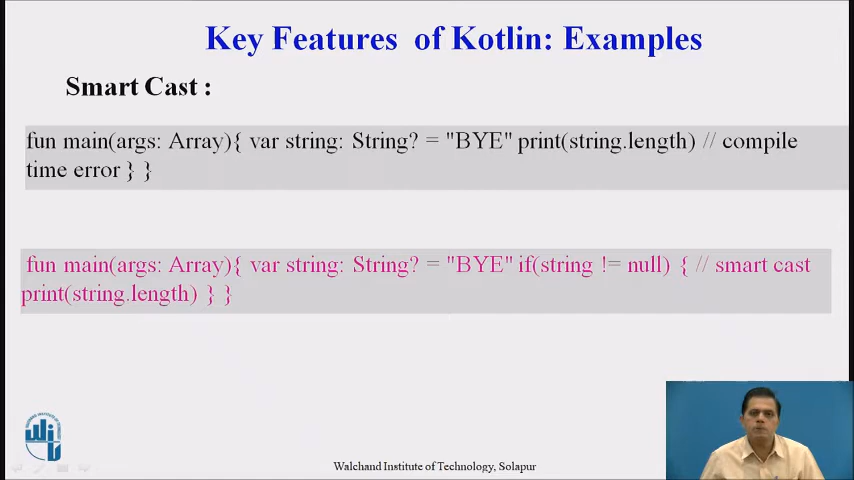 Key Features of Kotlin: Examples
Smart Cast :
fun main(args: Array){ var string: String? = "BYE" print(string.length) // compile
time error } }
fun main(args: Array){ var string: String? = "BYE" if(string != null) { // smart cast
print(string.length) } }
Walchand Institute of Technology, Solapur